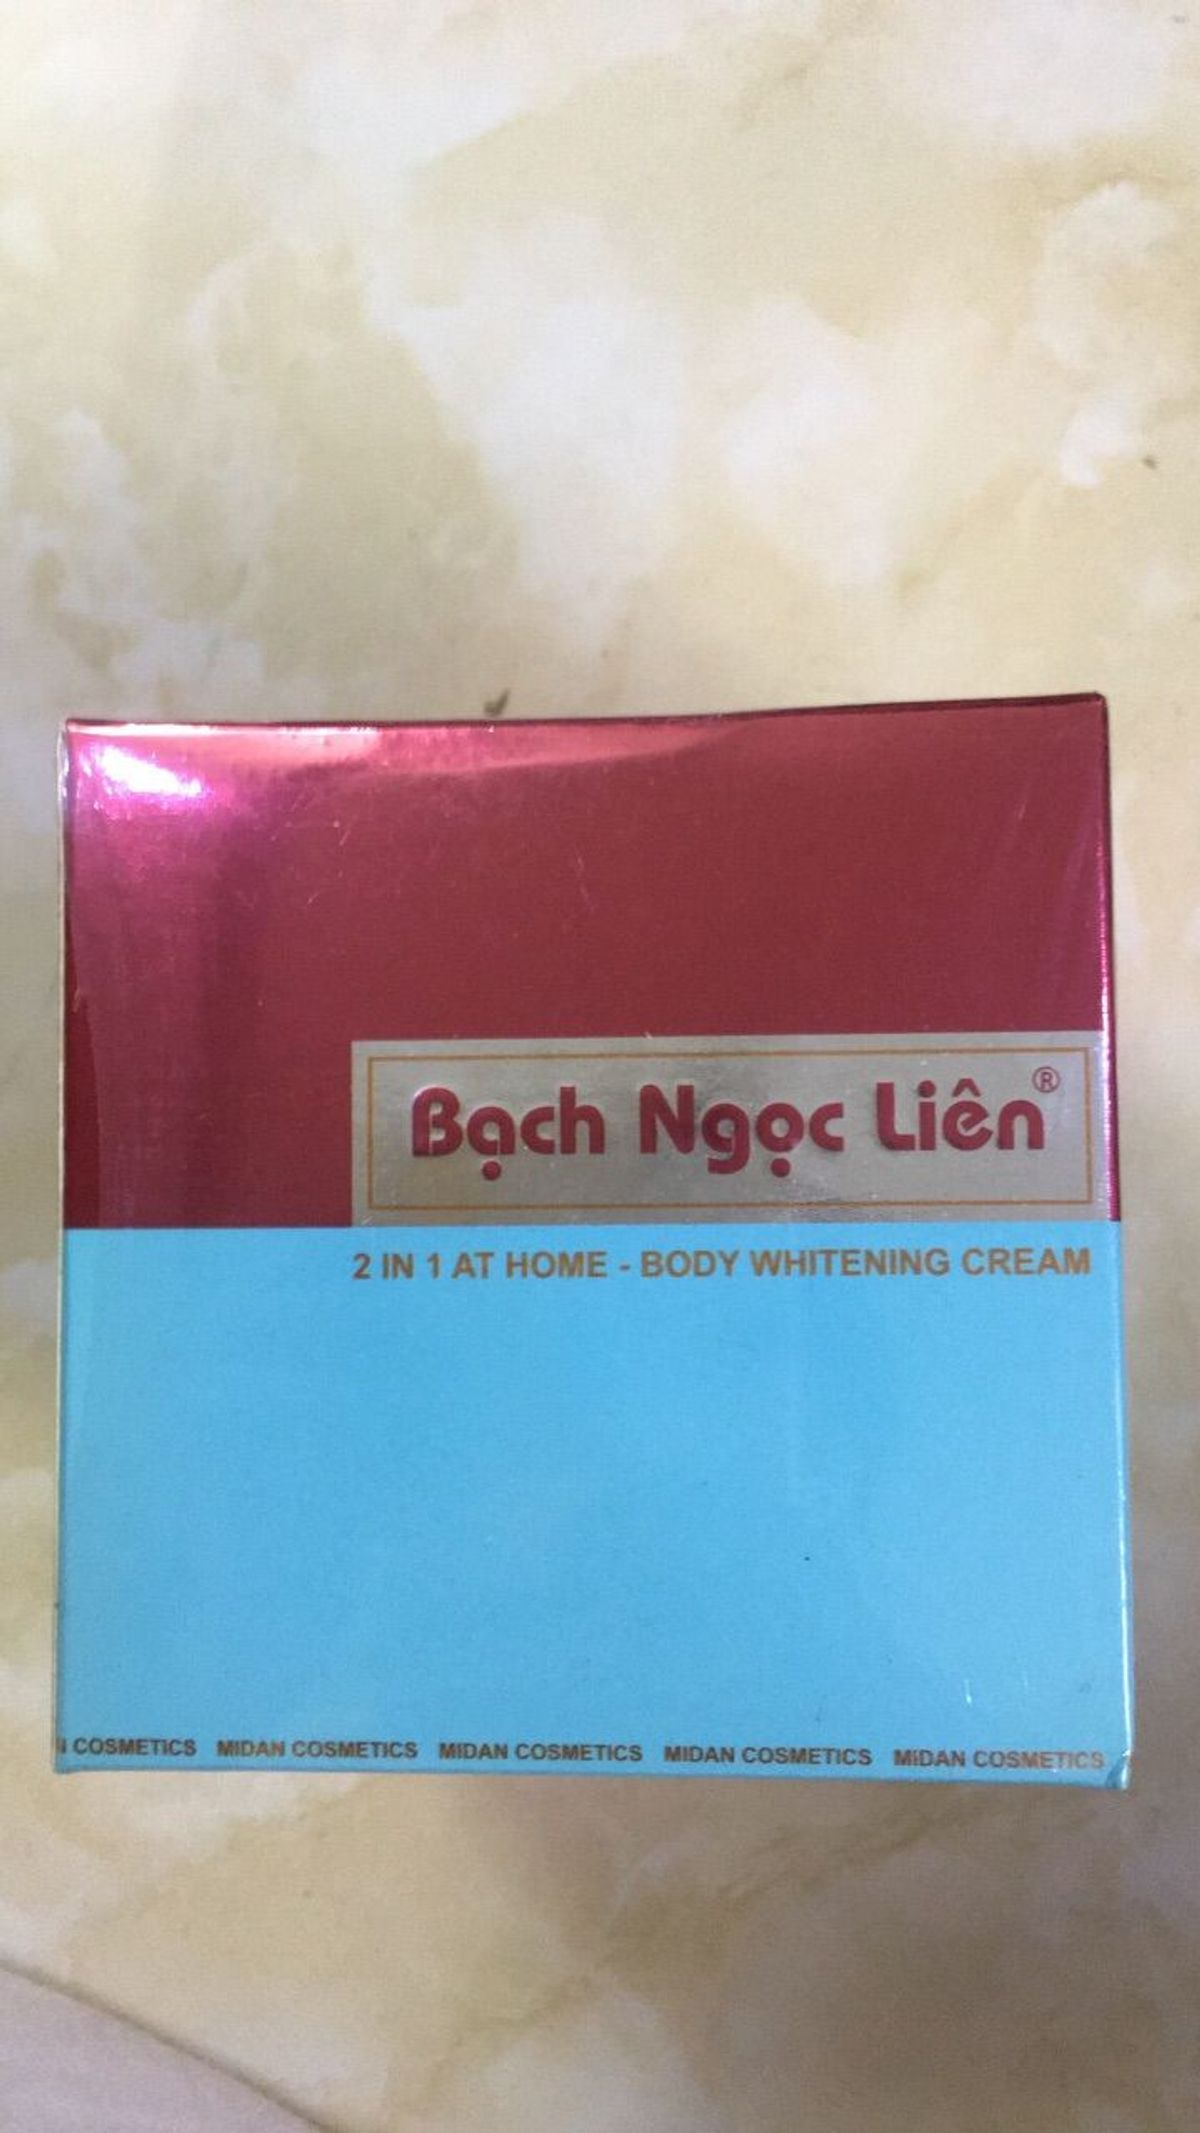 Bạch Ngọc Liên®
2 IN 1 AT HOME - BODY WHITENING CREAM
COSMETICS MIDAN COSMETICS MIDAN COSMETICS MIDAN COSMETICS MIDAN COSMETICS